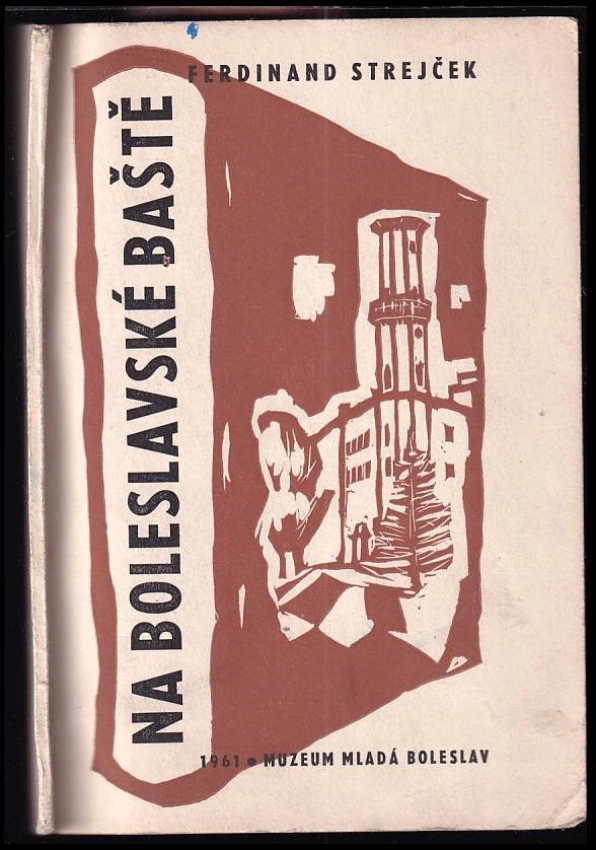 FERDINAND STREJČEK
NA BOLESLAVSKÉ BAŠTĚ
1961 • MUZEUM MLADÁ BOLESLAV